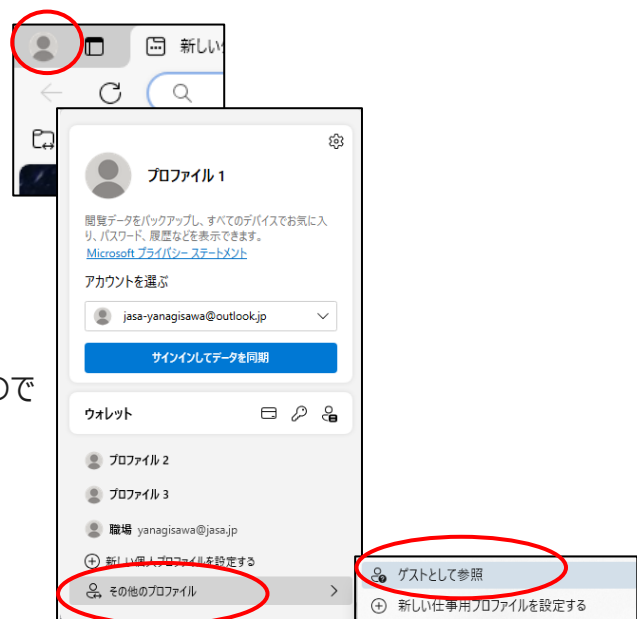 新しい
プロファイル 1
閲覧データをバックアップし、すべてのデバイスでお気に入
り、パスワード、履歴などを表示できます。
Microsoft プライバシー ステートメント
アカウントを選ぶ
jasa-yanagisawa@outlook.jp
サインインしてデータを同期
ので
ウォレット
プロファイル 2
プロファイル 3
職場 yanagisawa@jasa.jp
新しい個人プロファイルを設定する
その他のプロファイル
ゲストとして参照
新しい仕事用プロファイルを設定する